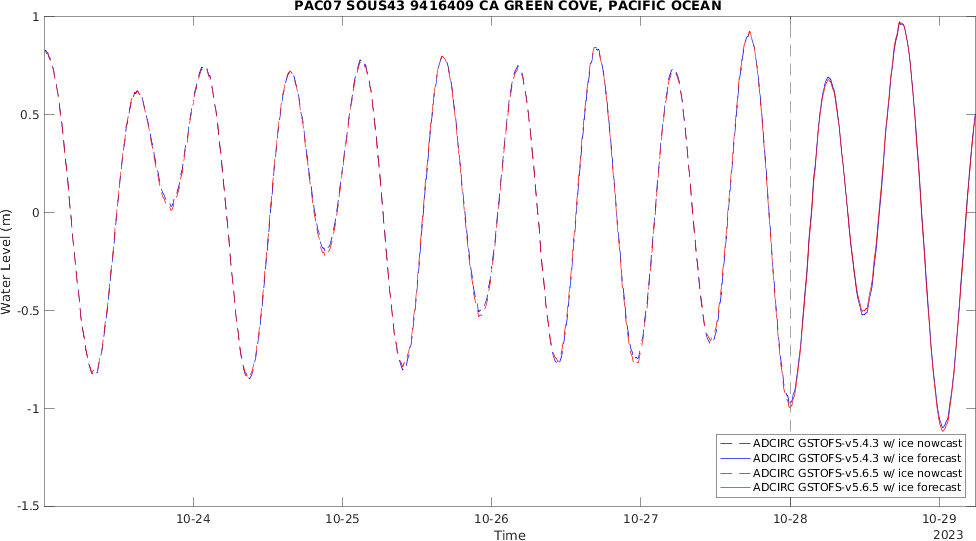 PAC07 SOUS43 9416409 CA GREEN COVE, PACIFIC OCEAN
1
0.5
0
-0.5
-1
-1.5
Water Level (m)
10-24
10-25
10-26
10-27
10-28
10-29
2023
Time
ADCIRC GSTOFS-v5.4.3 w/ ice nowcast
ADCIRC GSTOFS-v5.4.3 w/ ice forecast
ADCIRC GSTOFS-v5.6.5 w/ ice nowcast
ADCIRC GSTOFS-v5.6.5 w/ ice forecast